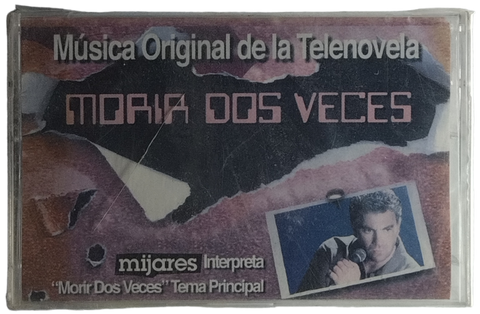 Música Original de la Telenovela
MORIR DOS VECES
mijares Interpreta
"Morir Dos Veces" Tema Principal